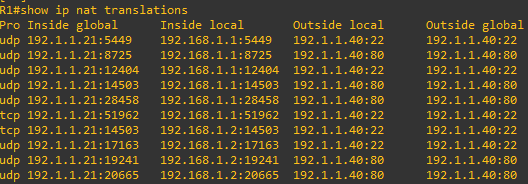 R1#show ip nat translations
Pro Inside global Inside local Outside local Outside global
udp 192.1.1.21:5449 192.168.1.1:5449 192.1.1.40:22 192.1.1.40:22
udp 192.1.1.21:8725 192.168.1.1:8725 192.1.1.40:80 192.1.1.40:80
udp 192.1.1.21:12404 192.168.1.1:12404 192.1.1.40:22 192.1.1.40:22
udp 192.1.1.21:14503 192.168.1.1:14503 192.1.1.40:80 192.1.1.40:80
udp 192.1.1.21:28458 192.168.1.1:28458 192.1.1.40:80 192.1.1.40:80
tcp 192.1.1.21:51962 192.168.1.1:51962 192.1.1.40:22 192.1.1.40:22
tcp 192.1.1.21:14503 192.168.1.2:14503 192.1.1.40:22 192.1.1.40:22
udp 192.1.1.21:17163 192.168.1.2:17163 192.1.1.40:22 192.1.1.40:22
udp 192.1.1.21:19241 192.168.1.2:19241 192.1.1.40:80 192.1.1.40:80
udp 192.1.1.21:20665 192.168.1.2:20665 192.1.1.40:80 192.1.1.40:80